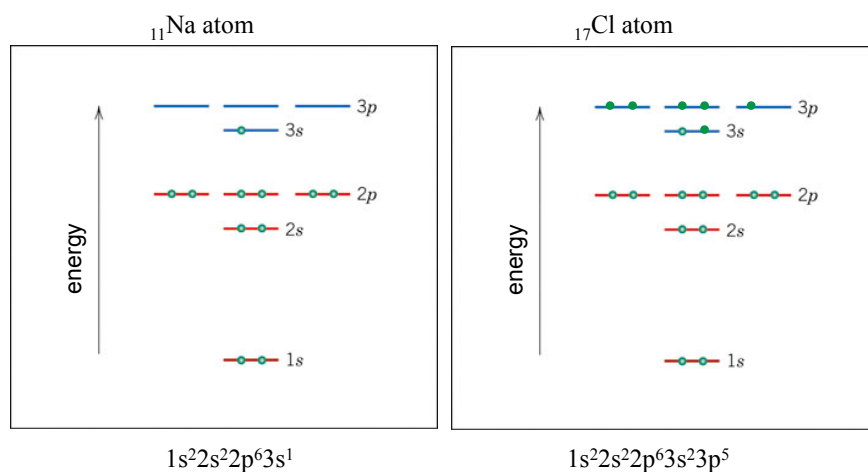 ₁₁Na atom
3p
3s
2p
2s
energy
1s
1s²2s²2p⁶3s¹
₁₇Cl atom
3p
3s
2p
2s
energy
1s
1s²2s²2p⁶3s²3p⁵